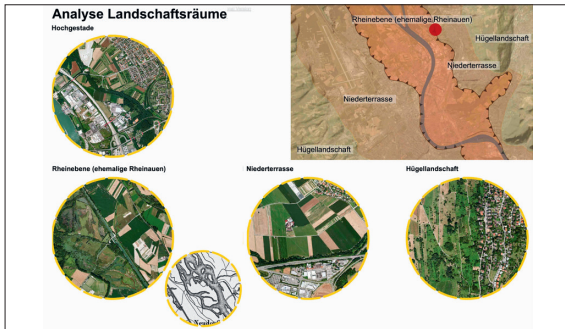 Analyse Landschaftsräume
Hochgestade
Rheinebene (ehemalige Rheinauen)
Hügellandschaft
Niederterrasse
Niederterrasse
Hügellandschaft
Rheinebene (ehemalige Rheinauen)
Niederterrasse
Hügellandschaft